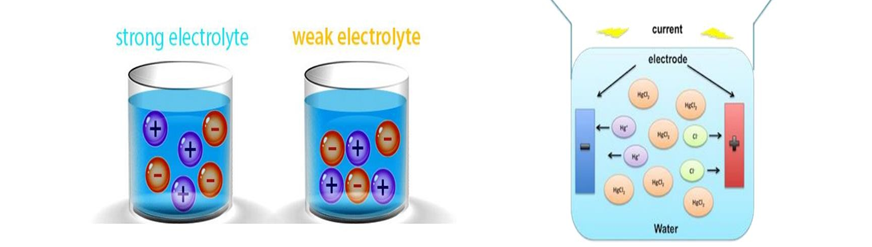 strong electrolyte
weak electrolyte
+
-
+
-
-
+
-
+
-
+
-
+
current
electrode
HgCl₂
HgCl₂
Hg⁺
HgCl₂
Cl⁻
-
+
Hg⁺
Cl⁻
HgCl₂
HgCl₂
HgCl₂
Water